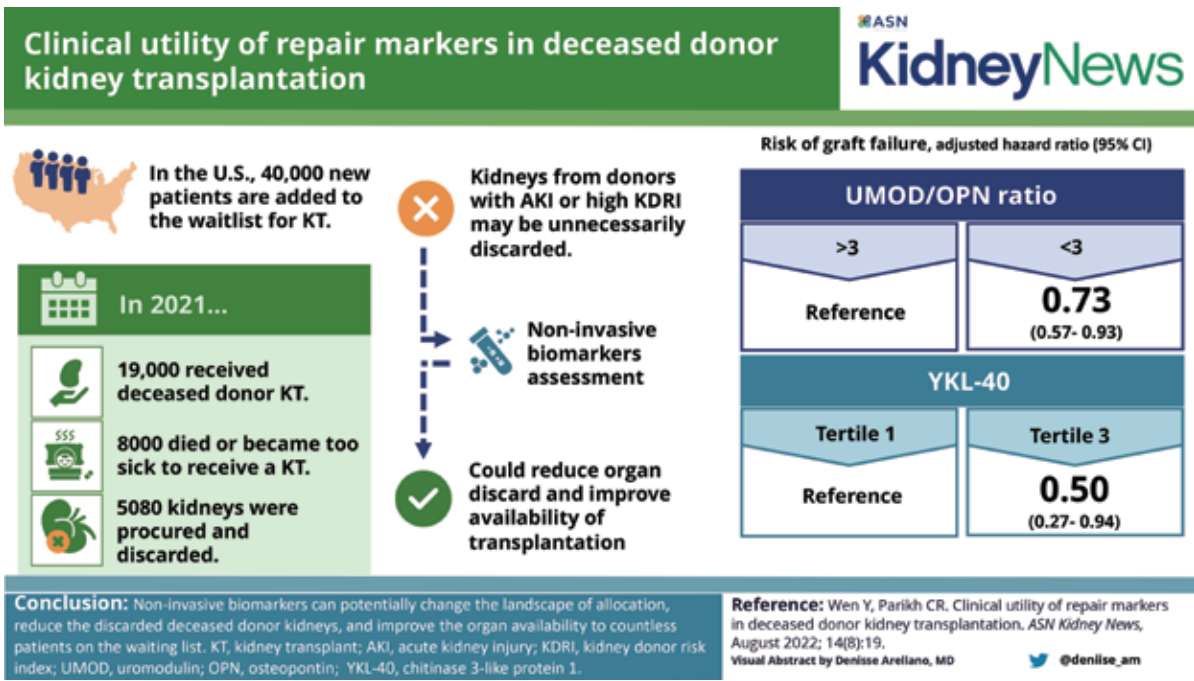 Clinical utility of repair markers in deceased donor
kidney transplantation
ASN
KidneyNews
In the U.S., 40,000 new
patients are added to
the waitlist for KT.
In 2021...
19,000 received
deceased donor KT.
8000 died or became too
sick to receive a KT.
5080 kidneys were
procured and
discarded.
Kidneys from donors
with AKI or high KDRI
may be unnecessarily
discarded.
Non-invasive
biomarkers
assessment
Could reduce organ
discard and improve
availability of
transplantation
Risk of graft failure, adjusted hazard ratio (95% CI)
UMOD/OPN ratio
>3
<3
Reference
0.73
(0.57- 0.93)
YKL-40
Tertile 1
Tertile 3
Reference
0.50
(0.27- 0.94)
Conclusion: Non-invasive biomarkers can potentially change the landscape of allocation,
reduce the discarded deceased donor kidneys, and improve the organ availability to countless
patients on the waiting list. KT, kidney transplant; AKI, acute kidney injury; KDRI, kidney donor risk
index; UMOD, uromodulin; OPN, osteopontin; YKL-40, chitinase 3-like protein 1.
Reference: Wen Y, Parikh CR. Clinical utility of repair markers
in deceased donor kidney transplantation. ASN Kidney News,
August 2022; 14(8):19.
Visual Abstract by Denisse Arellano, MD
@deniise_am